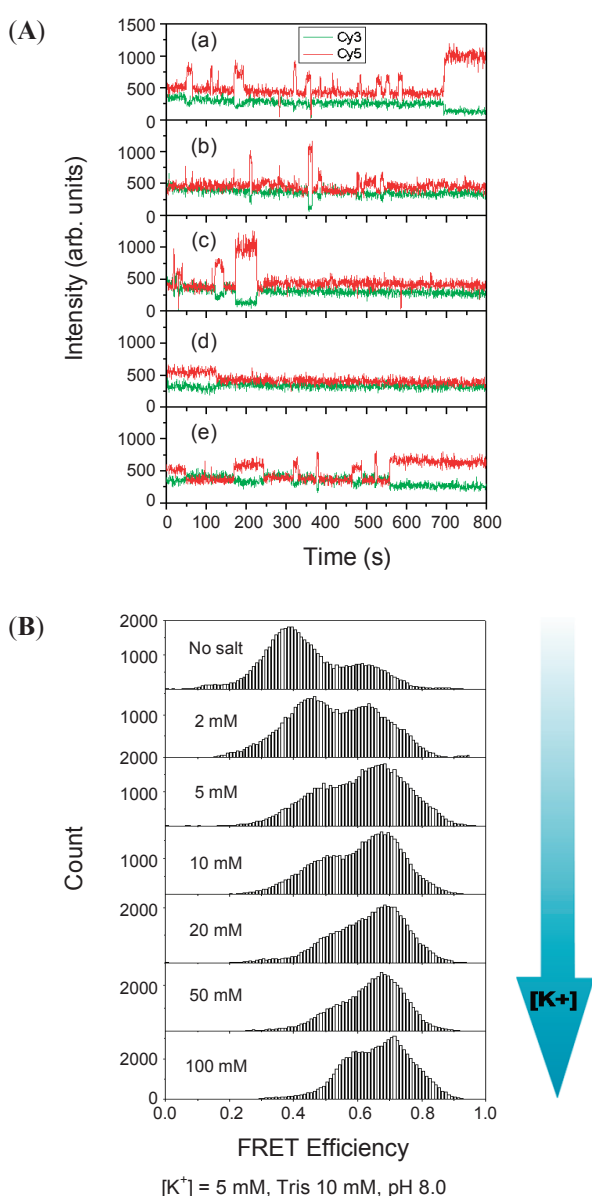 (A)
Intensity (arb. units)
1500
1000
500
0
(a)
Cy3
Cy5
1000
500
0
(b)
1000
500
0
(c)
1000
500
0
(d)
1000
500
0
(e)
0 100 200 300 400 500 600 700 800
Time (s)
(B)
Count
2000
1000
No salt
1000
2 mM
2000
1000
5 mM
1000
10 mM
2000
20 mM
2000
50 mM
2000
0
100 mM
0.0 0.2 0.4 0.6 0.8 1.0
FRET Efficiency
[K+]
[K⁺] = 5 mM, Tris 10 mM, pH 8.0